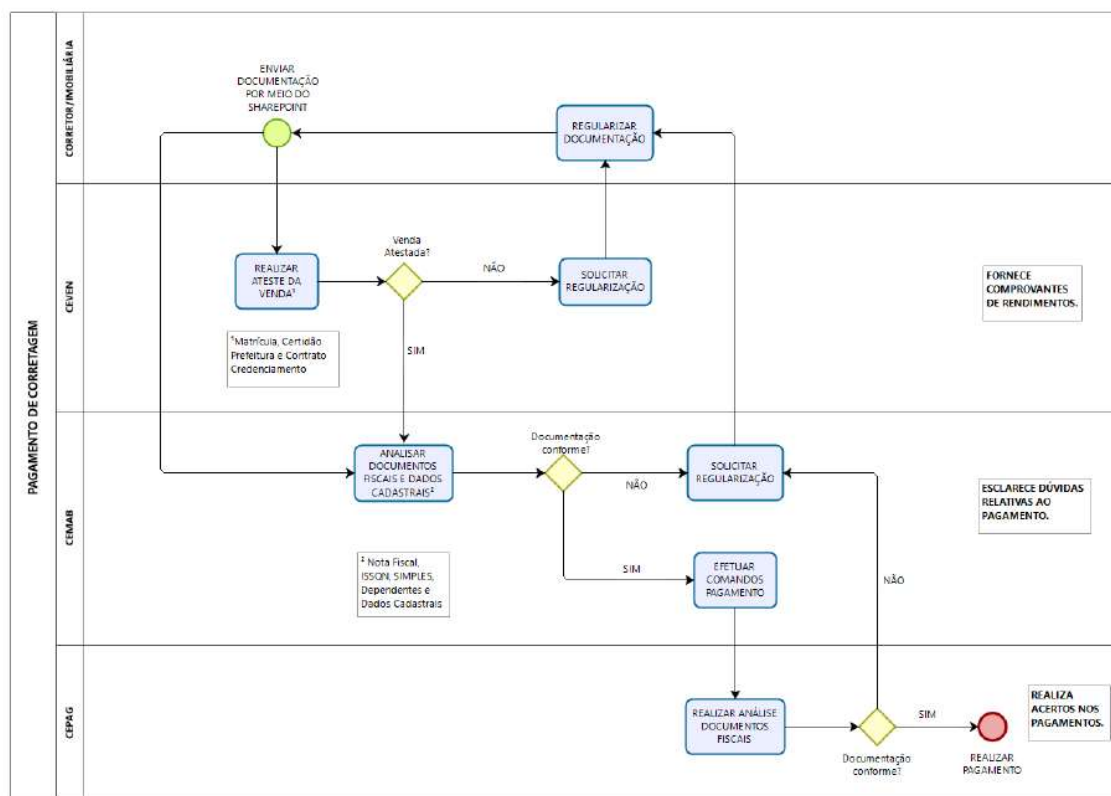 PAGAMENTO DE CORRETAGEM
CORRETOR/IMOBILIÁRIA
ENVIAR
DOCUMENTAÇÃO
POR MEIO DO
SHAREPOINT
REGULARIZAR
DOCUMENTAÇÃO
CEVEN
REALIZAR
ATESTE DA
VENDA¹
Venda
Atestada?
NÃO
SOLICITAR
REGULARIZAÇÃO
FORNECE
COMPROVANTES
DE RENDIMENTOS.
¹Matrícula, Certidão
Prefeitura e Contrato
Credenciamento
SIM
CEMAB
ANALISAR
DOCUMENTOS
FISCAIS E DADOS
CADASTRAIS²
Documentação
conforme?
NÃO
SOLICITAR
REGULARIZAÇÃO
ESCLARECE DÚVIDAS
RELATIVAS AO
PAGAMENTO.
² Nota Fiscal,
ISSQN, SIMPLES,
Dependentes e
Dados Cadastrais
SIM
EFETUAR
COMANDOS
PAGAMENTO
NÃO
CEPAG
REALIZAR ANÁLISE
DOCUMENTOS
FISCAIS
Documentação
conforme?
SIM
REALIZAR
PAGAMENTO
REALIZA
ACERTOS NOS
PAGAMENTOS.